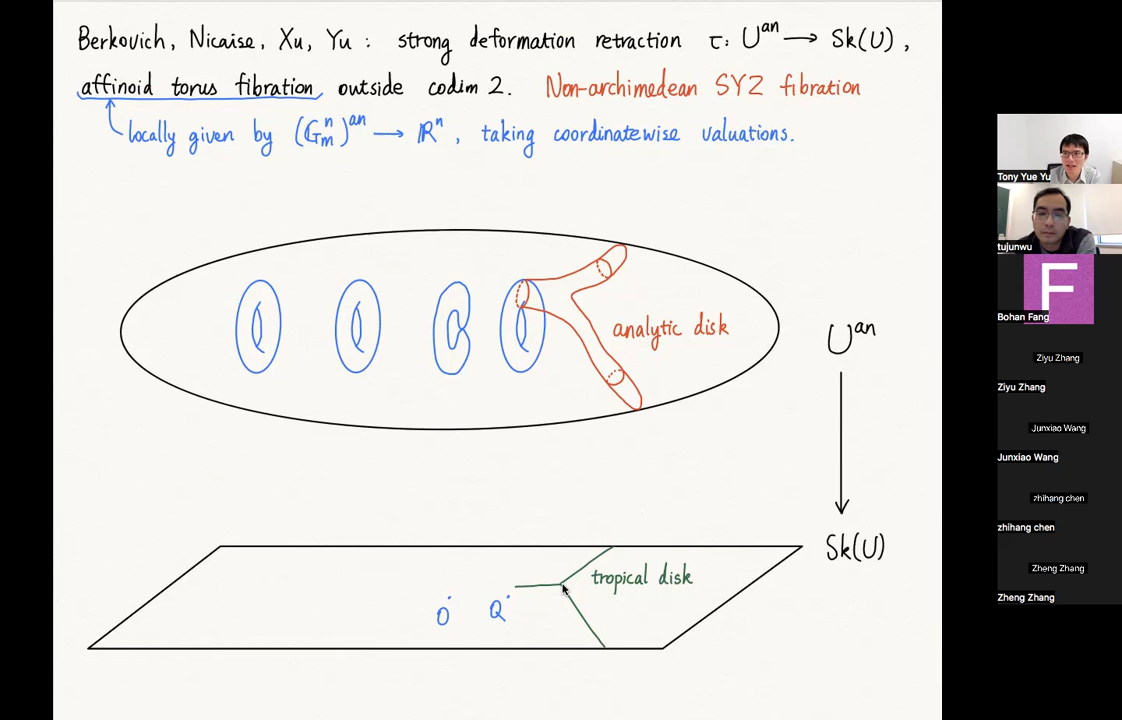 Berkovich, Nicaise, Xu, Yu : strong deformation retraction τ: U^an → Sk(U),
affinoid torus fibration outside codim 2. Non-archimedean SYZ fibration
locally given by (G_m^n)^an → R^n, taking coordinatewise valuations.
analytic disk
U^an
Sk(U)
tropical disk
O Q
Tony Yue Yu
tujunwu
F
Bohan Fang
Ziyu Zhang
Ziyu Zhang
Junxiao Wang
Junxiao Wang
zhihang chen
zhihang chen
Zheng Zhang
Zheng Zhang